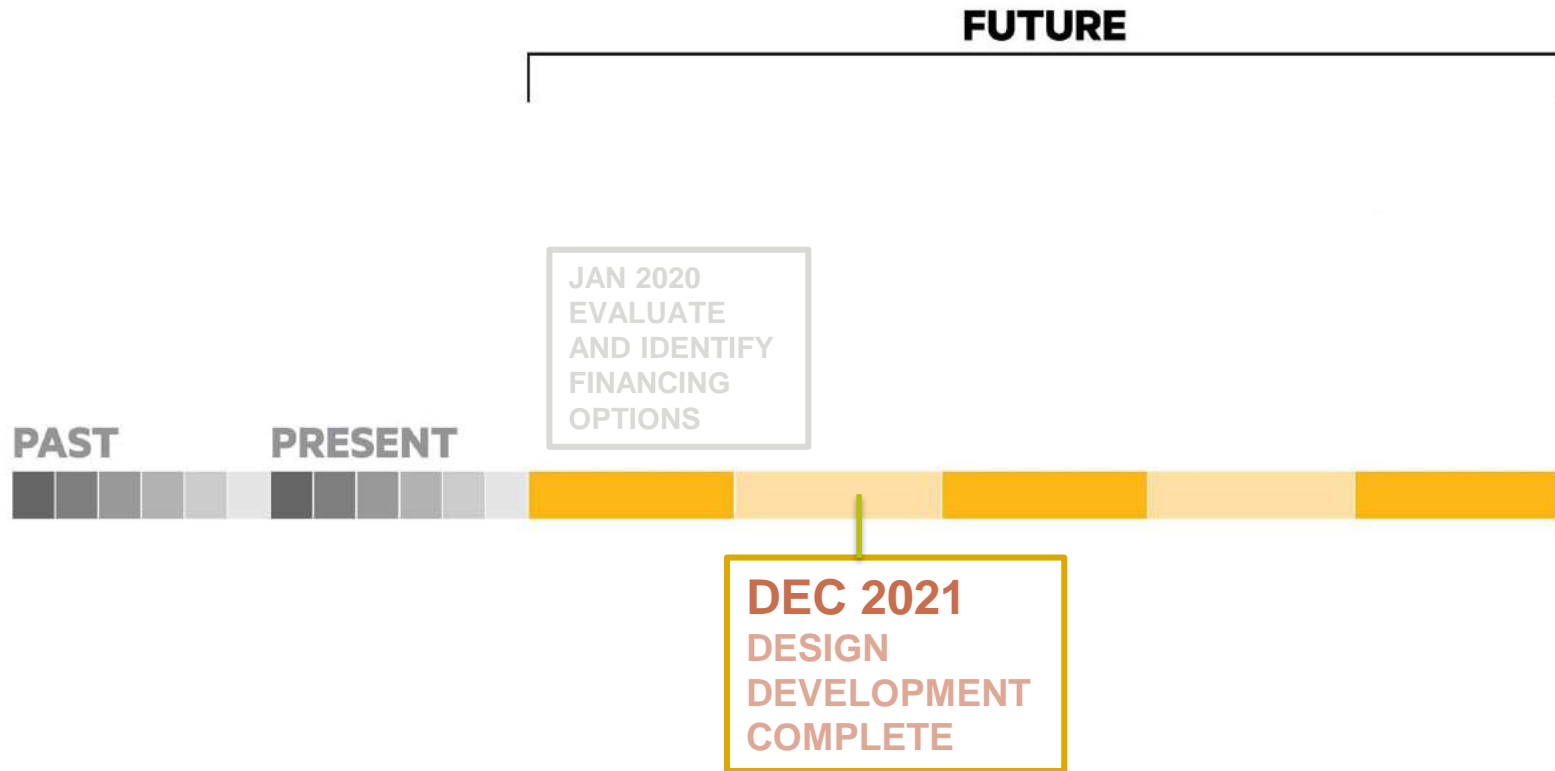 FUTURE
JAN 2020
EVALUATE
AND IDENTIFY
FINANCING
OPTIONS
PAST
PRESENT
DEC 2021
DESIGN
DEVELOPMENT
COMPLETE